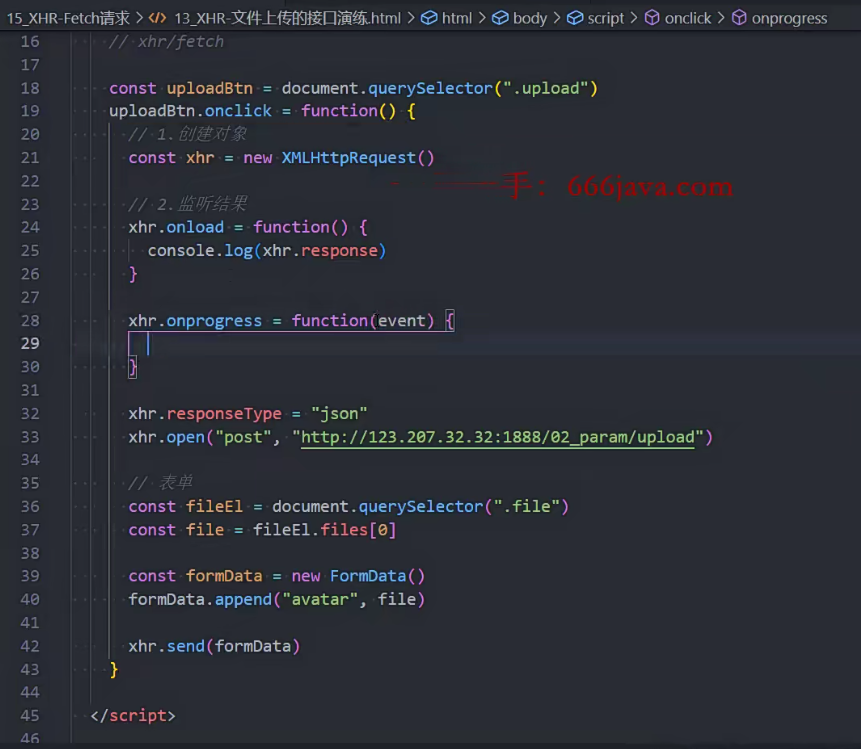 15_XHR-Fetch请求 > 13_XHR-文件上传的接口演练.html > html > body > script > onclick > onprogress
16 // xhr/fetch
17
18 const uploadBtn = document.querySelector(".upload")
19 uploadBtn.onclick = function() {
20 // 1.创建对象
21 const xhr = new XMLHttpRequest()
22 一手：666java.com
23 // 2.监听结果
24 xhr.onload = function() {
25 console.log(xhr.response)
26 }
27
28 xhr.onprogress = function(event) {
29
30 }
31
32 xhr.responseType = "json"
33 xhr.open("post", "http://123.207.32.32:1888/02_param/upload")
34
35 // 表单
36 const fileEl = document.querySelector(".file")
37 const file = fileEl.files[0]
38
39 const formData = new FormData()
40 formData.append("avatar", file)
41
42 xhr.send(formData)
43 }
44
45 </script>
46